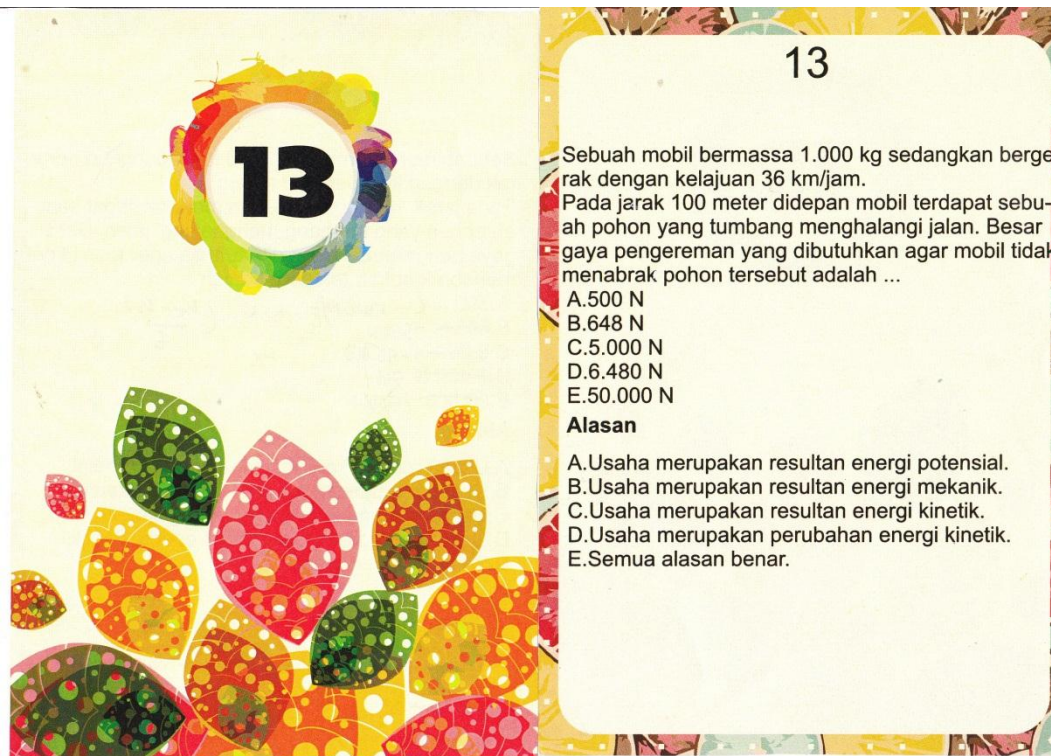 13
13
Sebuah mobil bermassa 1.000 kg sedangkan berge
rak dengan kelajuan 36 km/jam.
Pada jarak 100 meter didepan mobil terdapat sebu-
ah pohon yang tumbang menghalangi jalan. Besar
gaya pengereman yang dibutuhkan agar mobil tidak
menabrak pohon tersebut adalah ...
A.500 N
B.648 N
C.5.000 N
D.6.480 N
E.50.000 N
Alasan
A.Usaha merupakan resultan energi potensial.
B.Usaha merupakan resultan energi mekanik.
C.Usaha merupakan resultan energi kinetik.
D.Usaha merupakan perubahan energi kinetik.
E.Semua alasan benar.